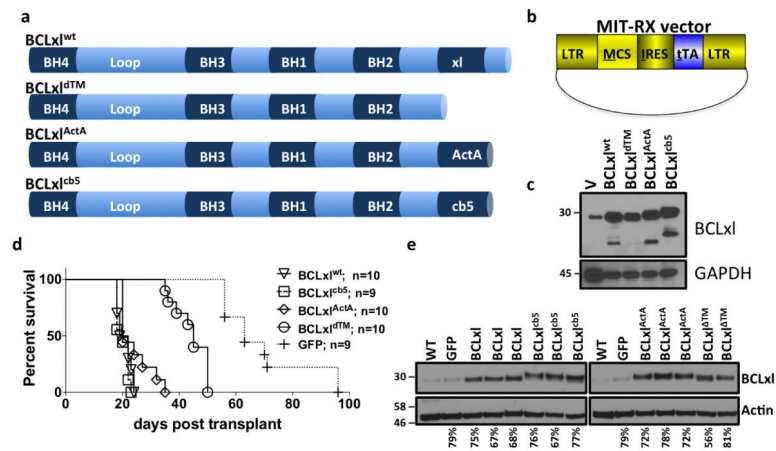 a
BCLxl^wt
BH4 Loop BH3 BH1 BH2 xl
BCLxl^dTM
BH4 Loop BH3 BH1 BH2
BCLxl^ActA
BH4 Loop BH3 BH1 BH2 ActA
BCLxl^cb5
BH4 Loop BH3 BH1 BH2 cb5
b
MIT-RX vector
LTR MCS IRES tTA LTR
c
V BCLxl^wt BCLxl^dTM BCLxl^ActA BCLxl^cb5
30
BCLxl
45
GAPDH
d
Percent survival
100
50
0
0 20 40 60 80 100
days post transplant
BCLxl^wt; n=10
BCLxl^cb5; n=9
BCLxl^ActA; n=10
BCLxl^dTM; n=10
GFP; n=9
e
WT GFP BCLxl BCLxl BCLxl BCLxl^cb5 BCLxl^cb5 BCLxl^cb5
WT GFP BCLxl^ActA BCLxl^ActA BCLxl^ActA BCLxl^ΔTM BCLxl^ΔTM
30
BCLxl
58
46
Actin
79% 75% 67% 68% 76% 67% 77%
79% 72% 78% 72% 56% 81%